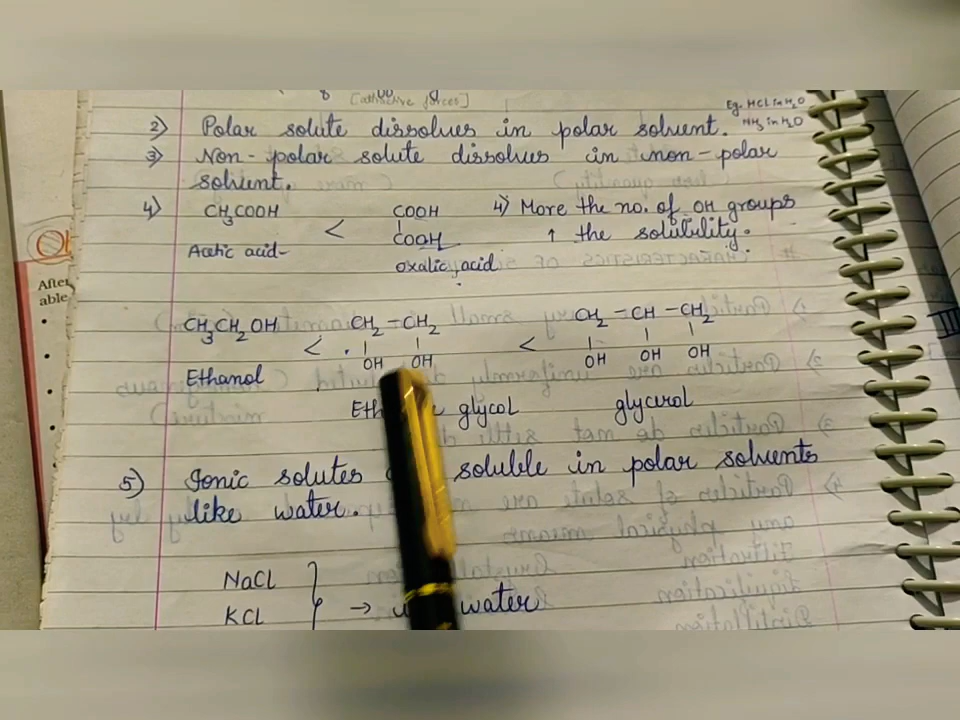 [attractive forces]
Eg. HCl in H2O
NH3 in H2O
2) Polar solute dissolves in polar solvent.
3) Non-polar solute dissolves in non-polar
solvent.
4) CH3COOH < COOH
COOH
Acetic acid
oxalic acid
4) More the no. of OH groups
↑ the solubility.
CH3CH2OH < CH2-CH2 < CH2-CH-CH2
OH OH OH OH OH
Ethanol
glycol
glycerol
5) Ionic solutes soluble in polar solvents
like water.
NaCl
KCl → water
After
able